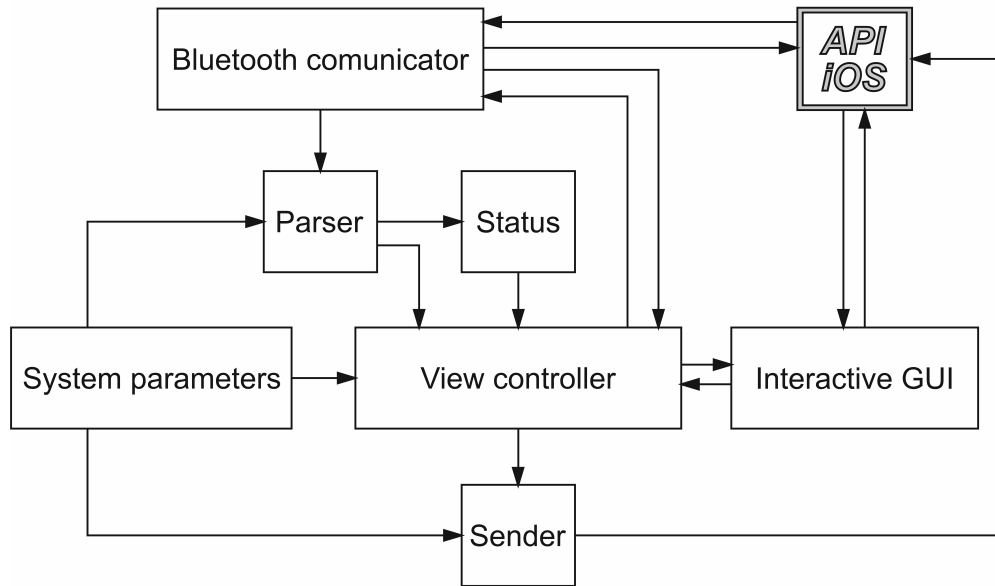 Bluetooth comunicator
API
iOS
Parser
Status
System parameters
View controller
Interactive GUI
Sender